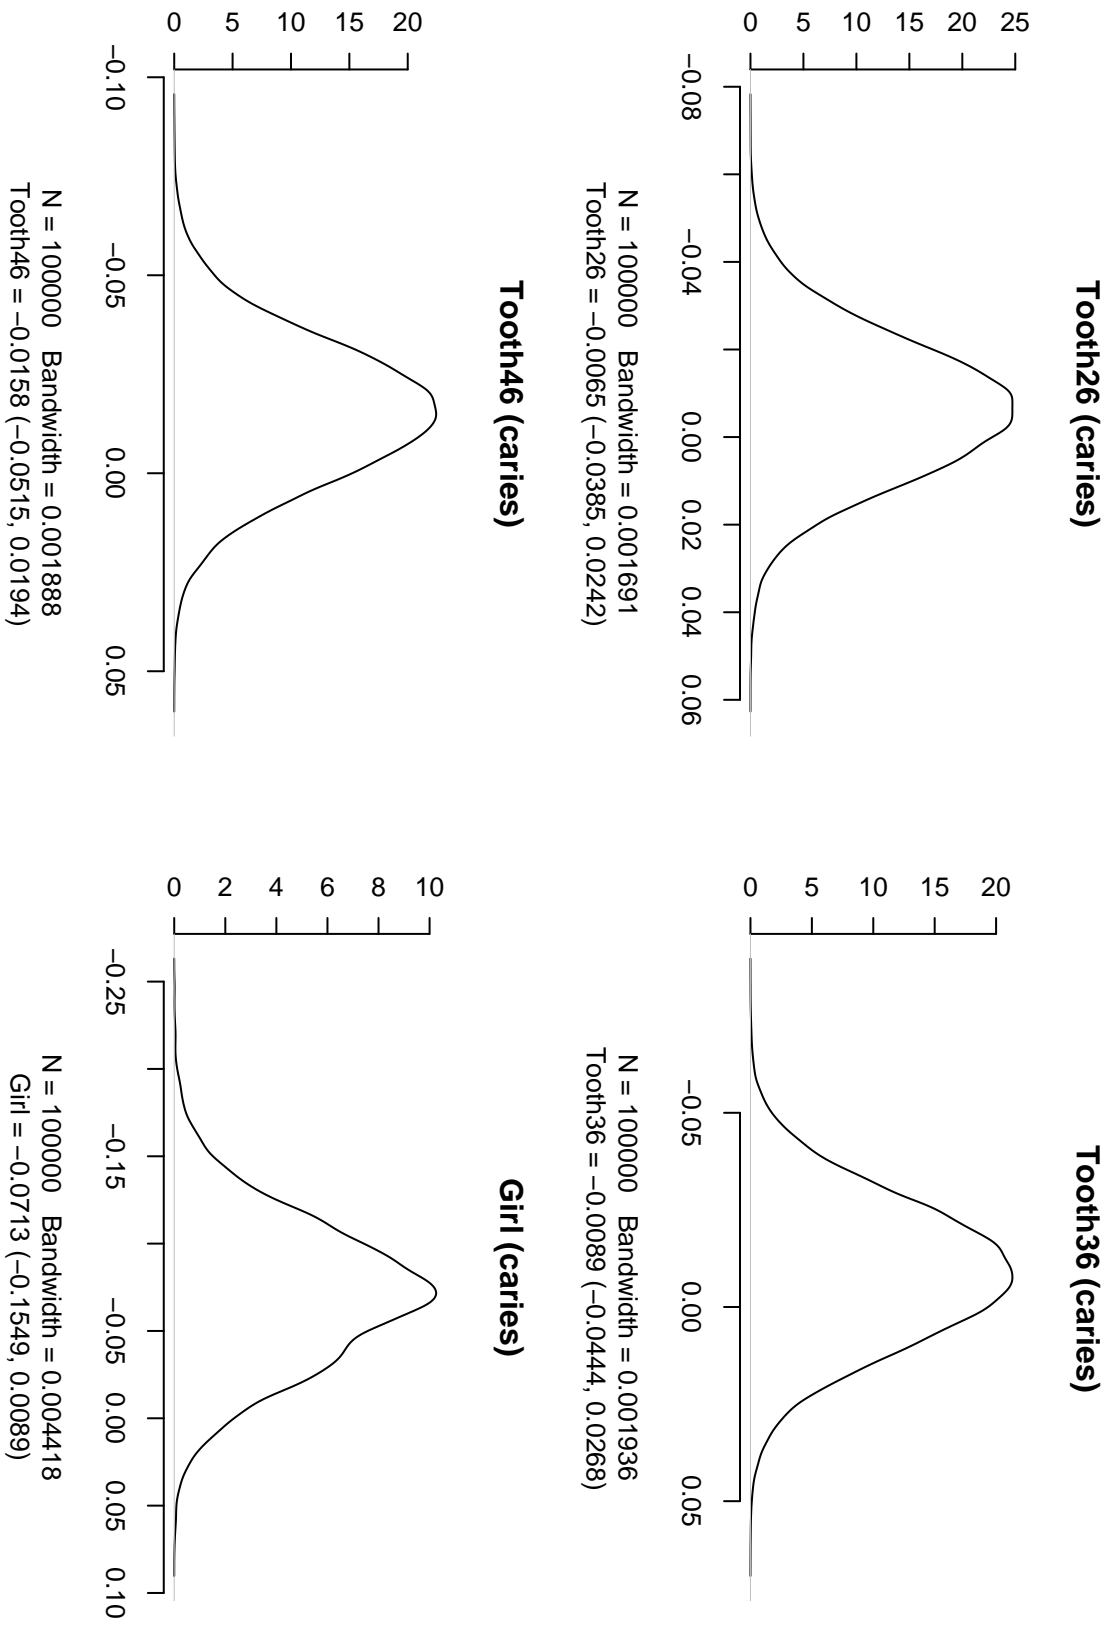 Tooth26 (caries)
0 5 10 15 20 25
−0.08 −0.04 0.00 0.02 0.04 0.06
N = 100000 Bandwidth = 0.001691
Tooth26 = −0.0065 (−0.0385, 0.0242)
Tooth36 (caries)
0 5 10 15 20
−0.05 0.00 0.05
N = 100000 Bandwidth = 0.001936
Tooth36 = −0.0089 (−0.0444, 0.0268)
Tooth46 (caries)
0 5 10 15 20
−0.10 −0.05 0.00 0.05
N = 100000 Bandwidth = 0.001888
Tooth46 = −0.0158 (−0.0515, 0.0194)
Girl (caries)
0 2 4 6 8 10
−0.25 −0.15 −0.05 0.00 0.05 0.10
N = 100000 Bandwidth = 0.004418
Girl = −0.0713 (−0.1549, 0.0089)